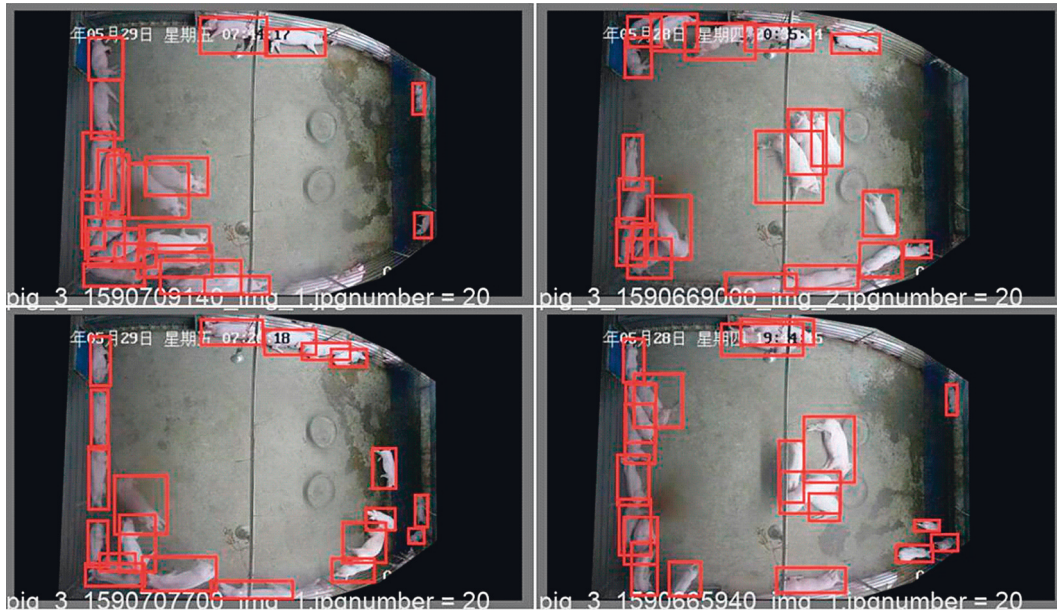 年05月29日 星期五 07:44:17
pig_3_1590709140_img_1.jpgnumber = 20
年05月28日 星期四
pig_3_1590669000_img_2.jpgnumber = 20
年05月29日 星期五 18
pig_3_1590707700_img_1.jpgnumber = 20
年05月28日 星期四
pig_3_1590665940_img_1.jpgnumber = 20